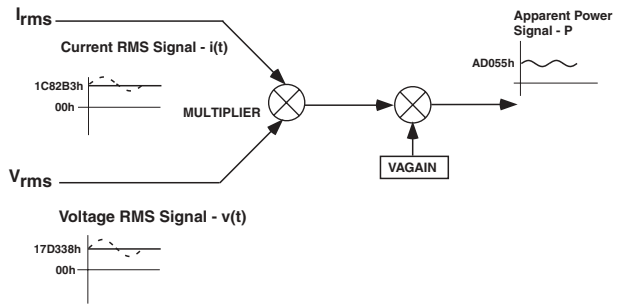 Irms
Current RMS Signal - i(t)
1C82B3h
00h
MULTIPLIER
Vrms
Voltage RMS Signal - v(t)
17D338h
00h
VAGAIN
Apparent Power
Signal - P
AD055h